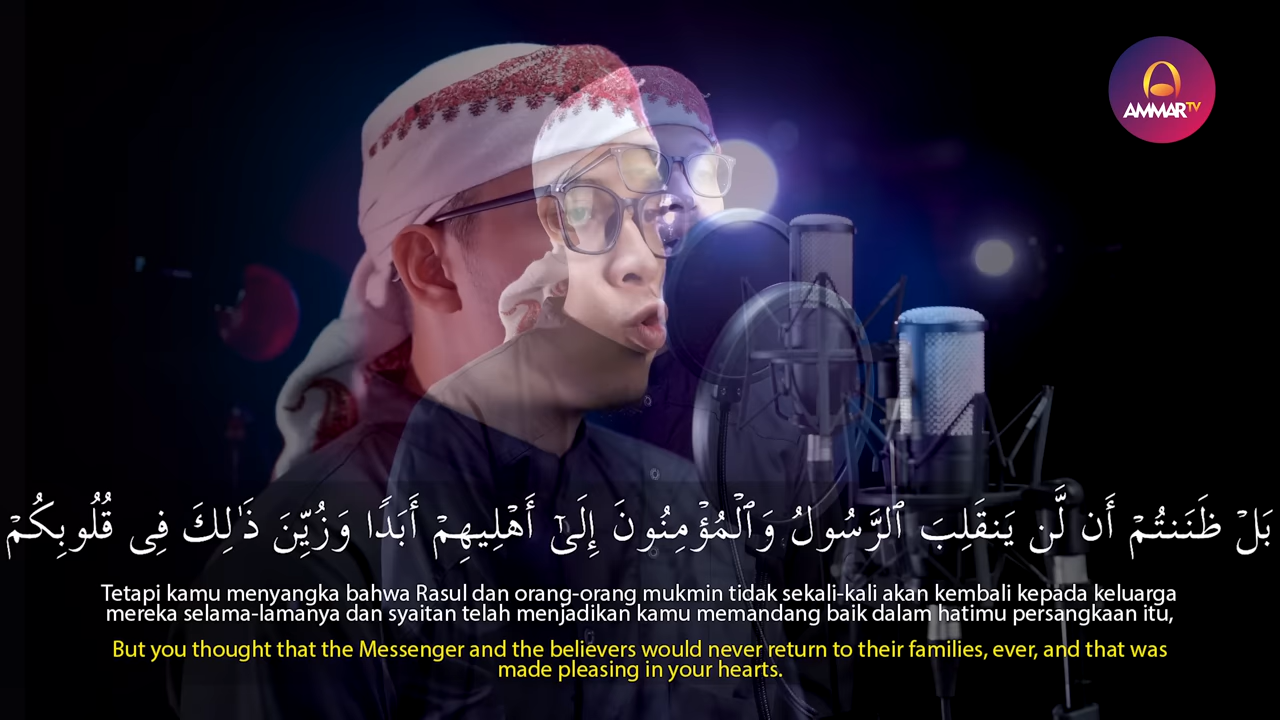 AMMARTV
بَلْ ظَنَنتُمْ أَن لَّن يَنقَلِبَ ٱلرَّسُولُ وَٱلْمُؤْمِنُونَ إِلَىٰٓ أَهْلِيهِمْ أَبَدًا وَزُيِّنَ ذَٰلِكَ فِى قُلُوبِكُمْ
Tetapi kamu menyangka bahwa Rasul dan orang-orang mukmin tidak sekali-kali akan kembali kepada keluarga
mereka selama-lamanya dan syaitan telah menjadikan kamu memandang baik dalam hatimu persangkaan itu,
But you thought that the Messenger and the believers would never return to their families, ever, and that was
made pleasing in your hearts.